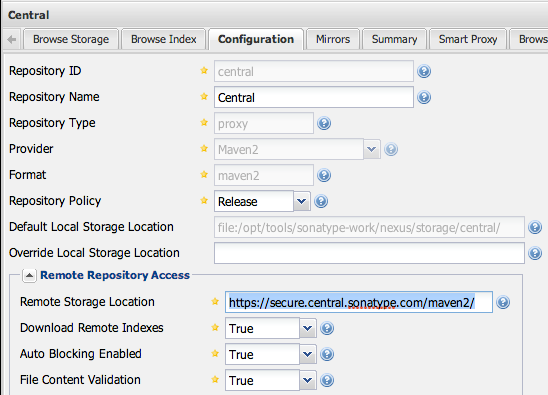 Central
Browse Storage Browse Index Configuration Mirrors Summary Smart Proxy Brows
Repository ID central
Repository Name Central
Repository Type proxy
Provider Maven2
Format maven2
Repository Policy Release
Default Local Storage Location file:/opt/tools/sonatype-work/nexus/storage/central/
Override Local Storage Location
Remote Repository Access
Remote Storage Location https://secure.central.sonatype.com/maven2/
Download Remote Indexes True
Auto Blocking Enabled True
File Content Validation True